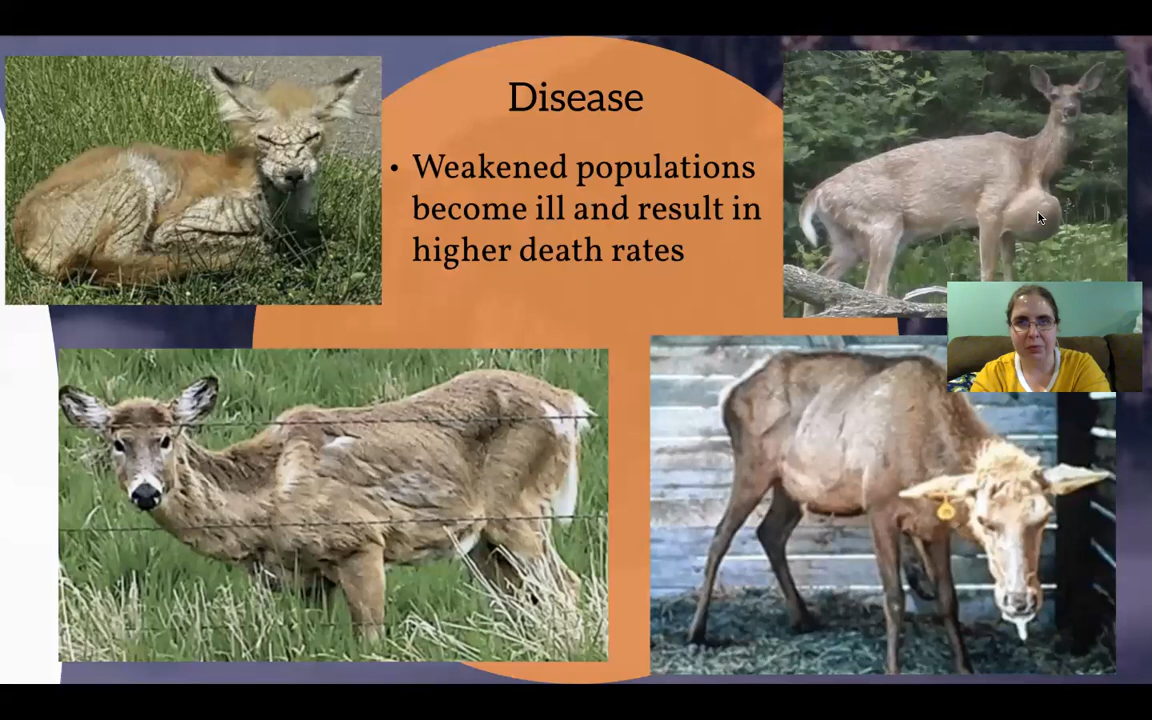 Disease
• Weakened populations
become ill and result in
higher death rates